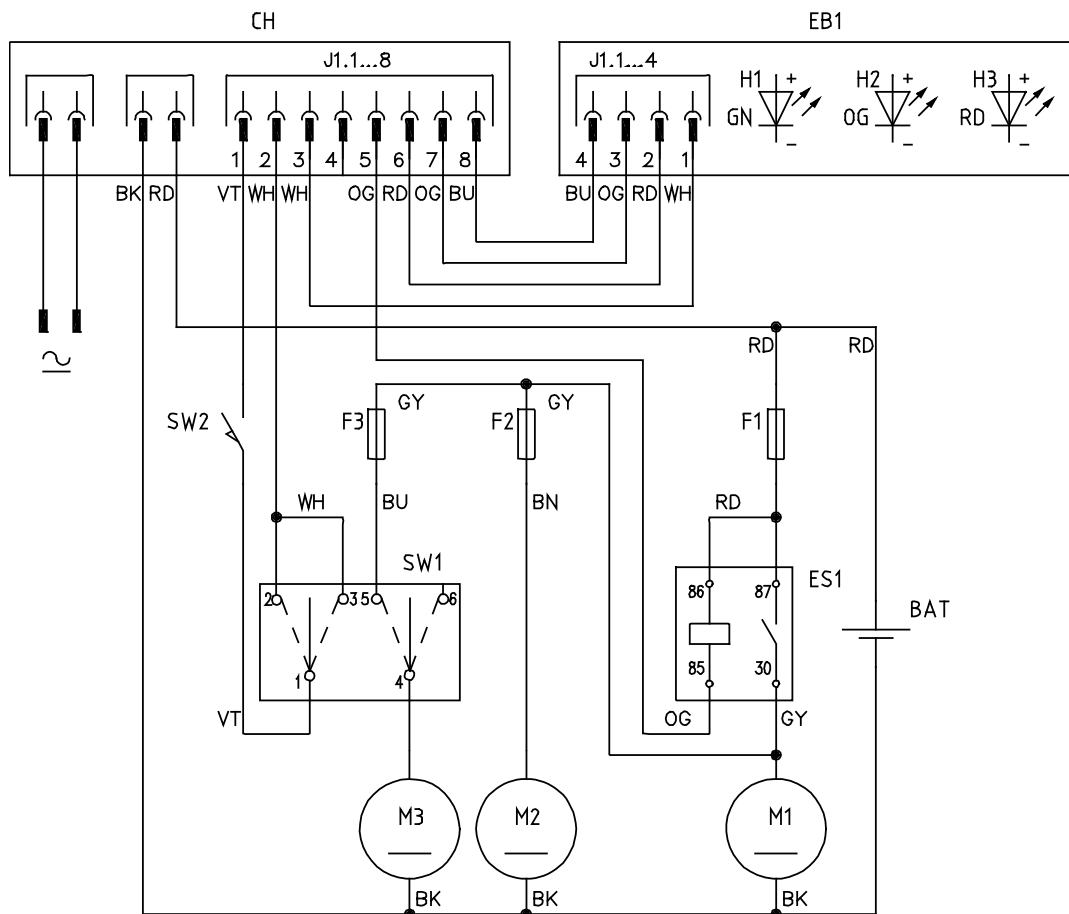 CH EB1
J1.1...8 J1.1...4 H1 + H2 + H3 +
GN OG RD
- - -
1 2 3 4 5 6 7 8 4 3 2 1
BK RD VT WH WH OG RD OG BU BU OG RD WH
RD RD
GY GY
SW2 F3 F2 F1
WH BU BN RD
SW1 ES1
2 3 5 6 86 87 BAT
1 4 85 30
VT OG GY
M3 M2 M1
BK BK BK